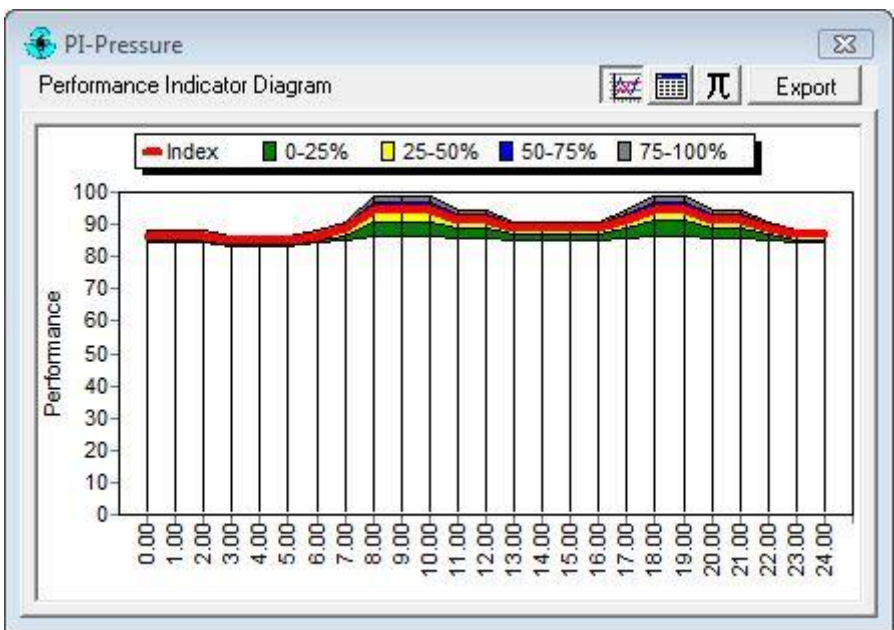 PI-Pressure
Performance Indicator Diagram
π
Export
Index 0-25% 25-50% 50-75% 75-100%
Performance
100
90
80
70
60
50
40
30
20
10
0
0.00 1.00 2.00 3.00 4.00 5.00 6.00 7.00 8.00 9.00 10.00 11.00 12.00 13.00 14.00 15.00 16.00 17.00 18.00 19.00 20.00 21.00 22.00 23.00 24.00